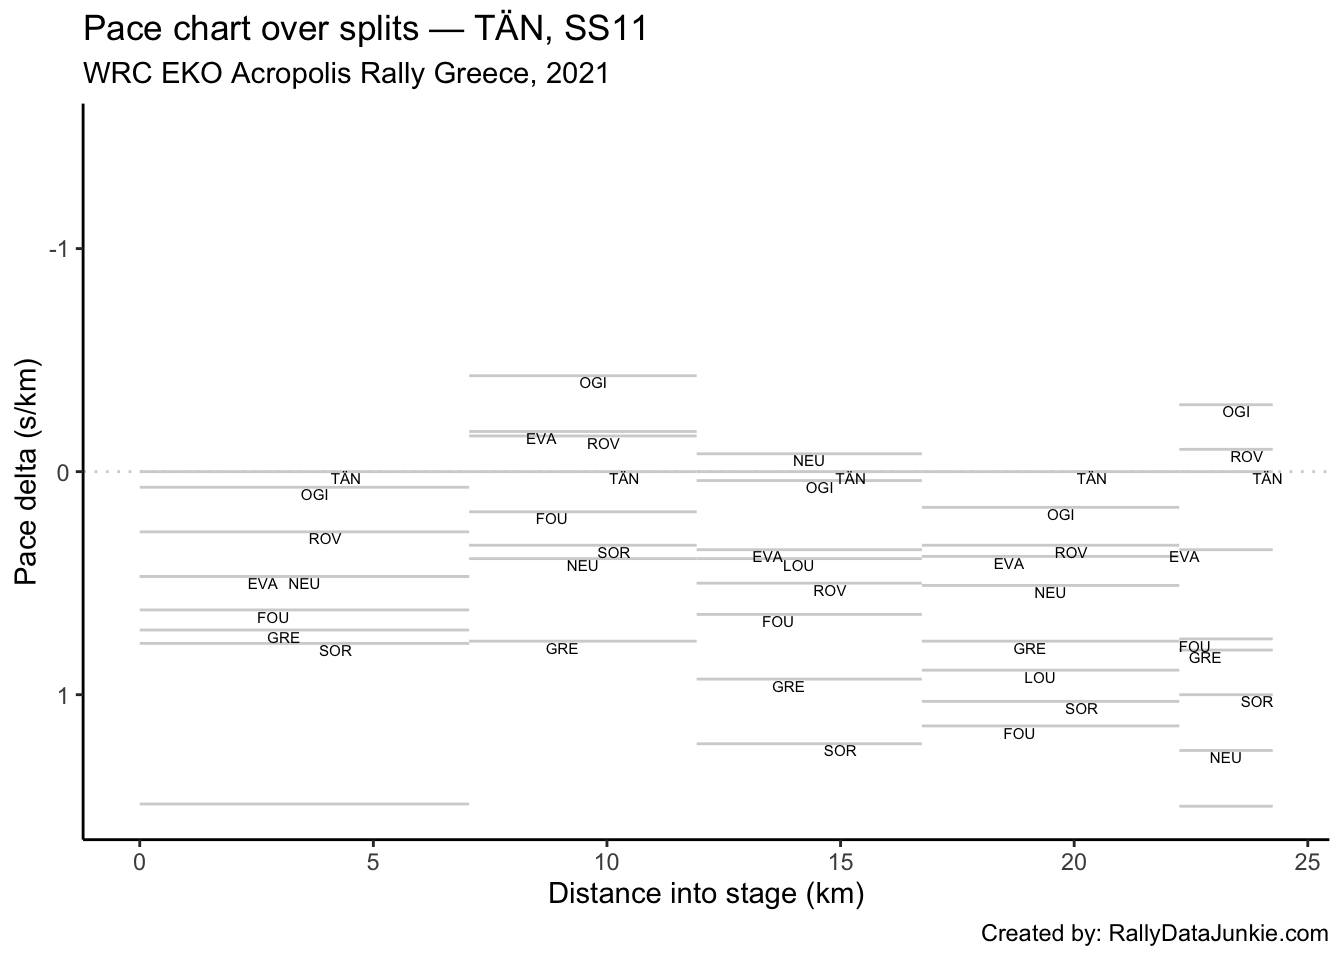 Pace chart over splits — TÄN, SS11
WRC EKO Acropolis Rally Greece, 2021
Pace delta (s/km)
-1
0
1
OGI
EVA
ROV
TÄN
OGI
ROV
EVA NEU
FOU
GRE
SOR
TÄN
FOU
SOR
NEU
GRE
NEU
TÄN
OGI
EVA
LOU
ROV
FOU
GRE
SOR
TÄN
OGI
ROV
EVA
NEU
GRE
LOU
SOR
FOU
OGI
ROV
TÄN
EVA
FOU
GRE
SOR
NEU
0 5 10 15 20 25
Distance into stage (km)
Created by: RallyDataJunkie.com